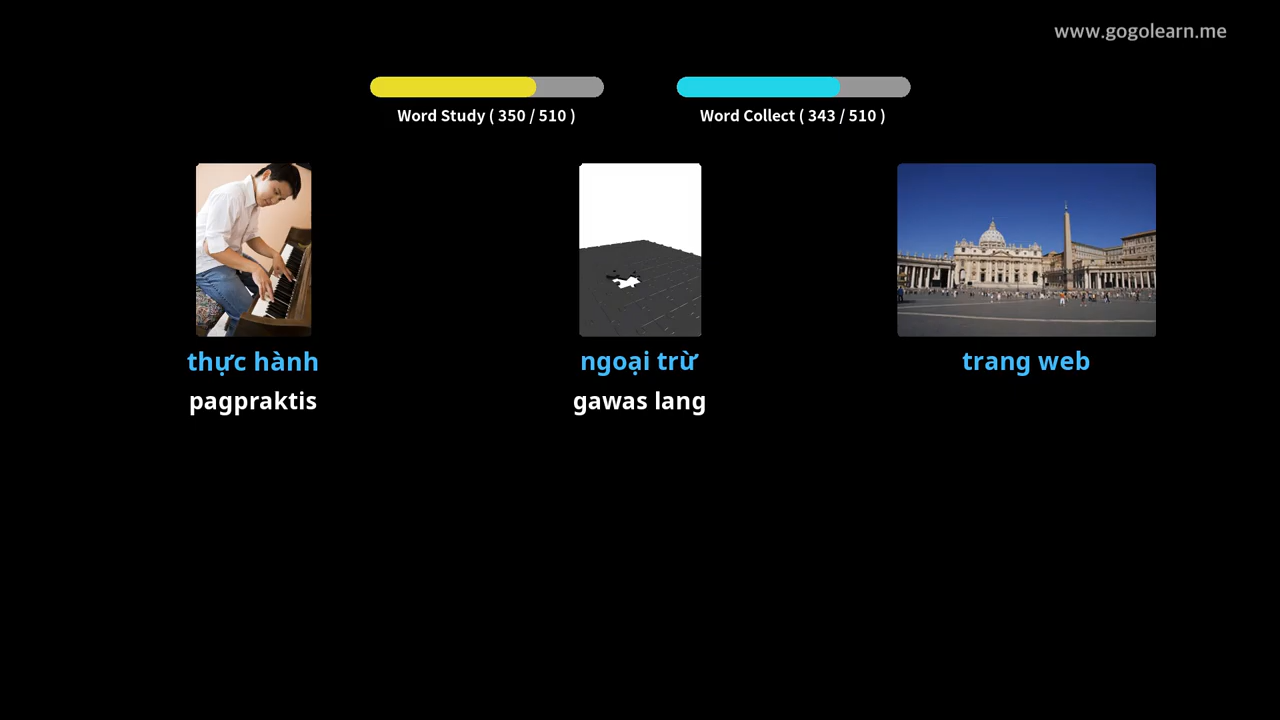 www.gogolearn.me
Word Study ( 350 / 510 )
Word Collect ( 343 / 510 )
thực hành
pagpraktis
ngoại trừ
gawas lang
trang web